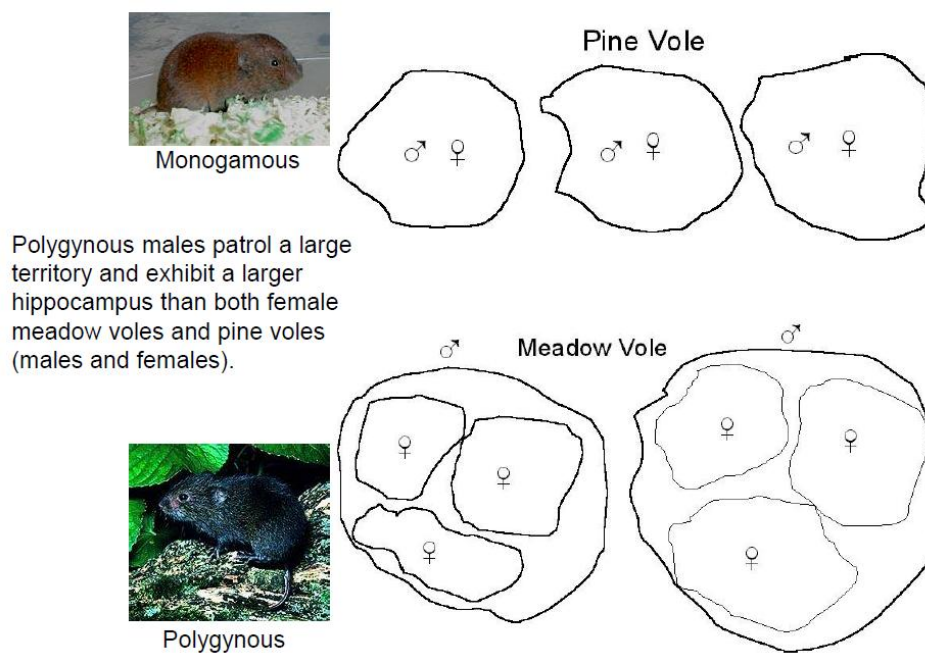 Pine Vole
♂ ♀
♂ ♀
♂ ♀
Monogamous
Polygynous males patrol a large
territory and exhibit a larger
hippocampus than both female
meadow voles and pine voles
(males and females).
♂
Meadow Vole
♂
♀
♀
♀
♀
♀
♀
Polygynous